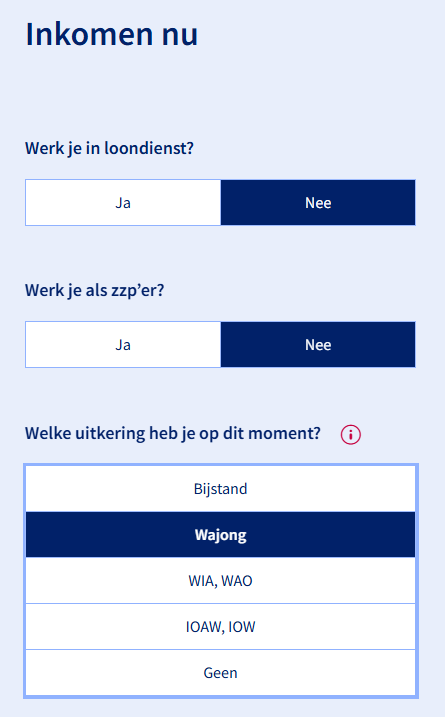 Inkomen nu
Werk je in loondienst?
Ja
Nee
Werk je als zzp’er?
Ja
Nee
Welke uitkering heb je op dit moment?
Bijstand
Wajong
WIA, WAO
IOAW, IOW
Geen